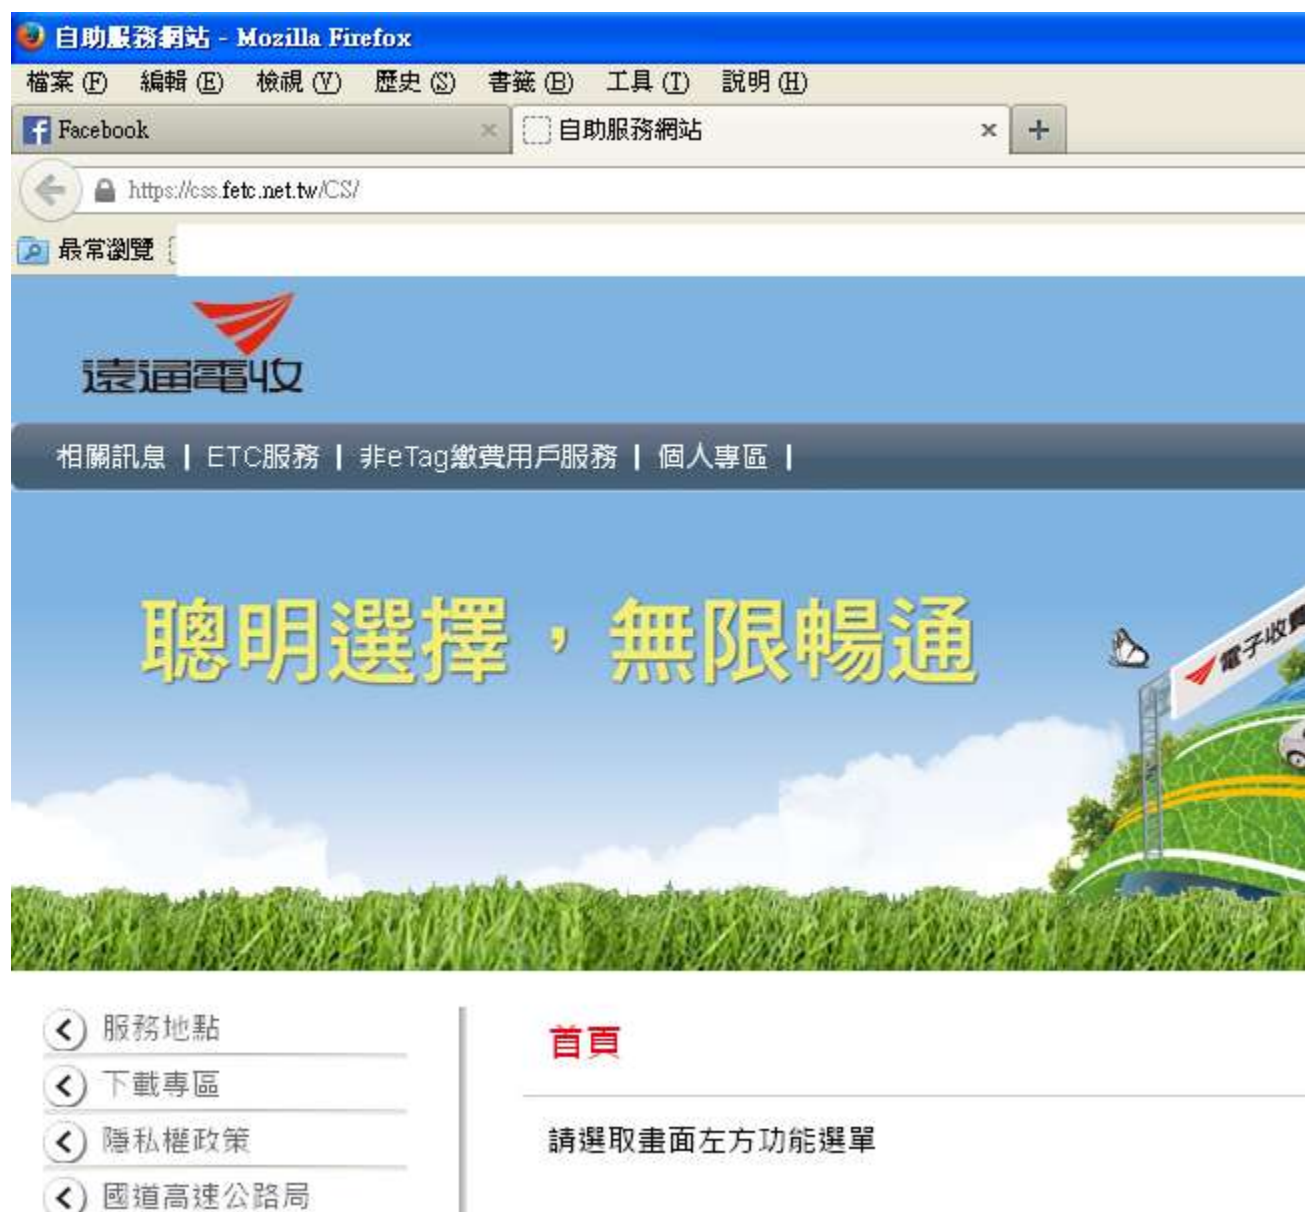 自助服務網站 - Mozilla Firefox
檔案(F) 編輯(E) 檢視(V) 歷史(S) 書籤(B) 工具(T) 說明(H)
Facebook × 自助服務網站 × +
https://css.fetc.net.tw/CS/
最常瀏覽
遠通電收
相關訊息 | ETC服務 | 非eTag繳費用戶服務 | 個人專區 |
聰明選擇，無限暢通
電子收費
服務地點
下載專區
隱私權政策
國道高速公路局
首頁
請選取畫面左方功能選單